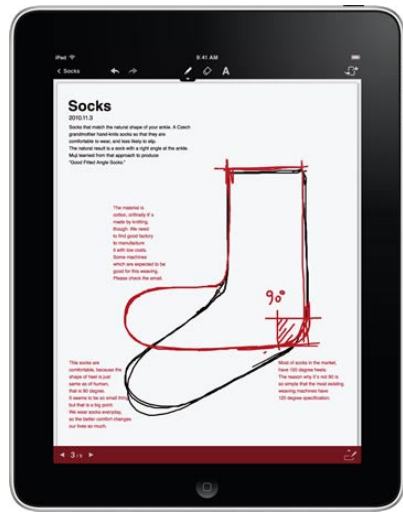 iPad
9:41 AM
< Socks
A
Socks
2010.11.3
Socks that match the natural shape of your ankle. A Czech
grandmother hand-knits socks so that they are
comfortable to wear, and less likely to slip.
The natural result is a sock with a right angle at the ankle.
Muji learned from that approach to produce
"Good Fitted Angle Socks."
The material is
cotton, orifinally it's
made by knitting,
though. We need
to find good factory
to manufacture
it with low costs.
Some machines
which are expected to be
good for this weaving.
Please check the email.
90°
This socks are
comfortable, because the
shape of heel is just
same as of human,
that is 90 degree.
It seems to be so small thing
but that is a big point.
We wear socks everyday,
so the better comfort changes
our lives so much.
Most of socks in the market,
have 120 degree heels.
The reason why it's not 90 is
so simple that the most existing
weaving machines have
120 degree specification.
3/5